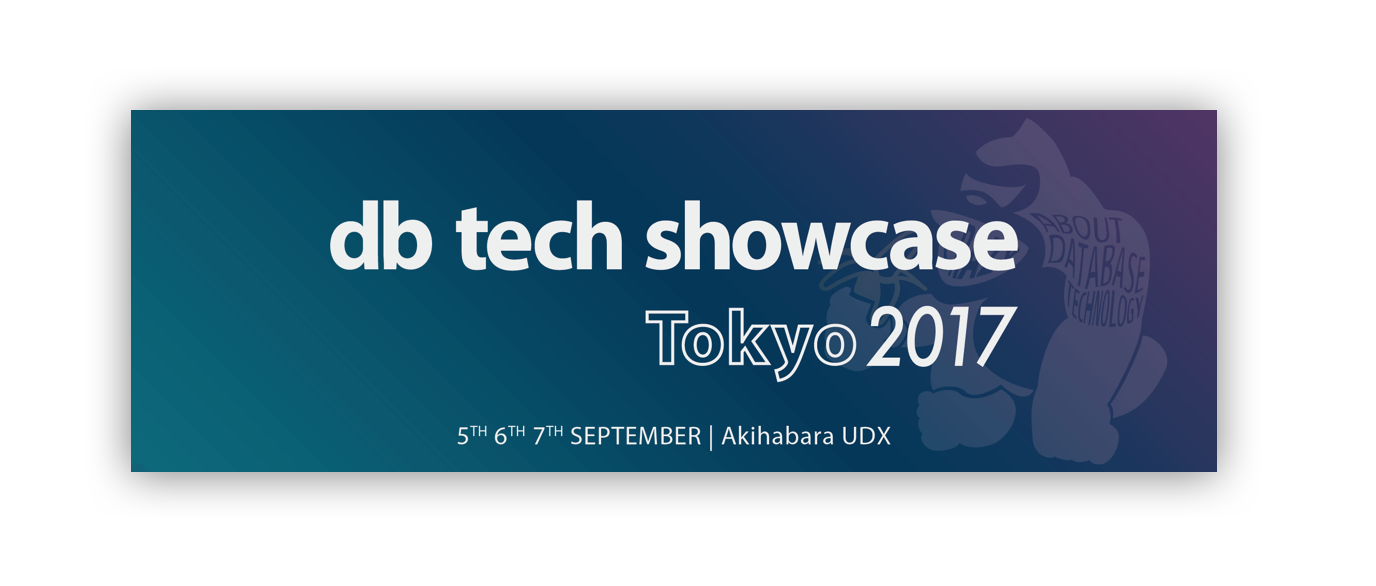 db tech showcase
Tokyo 2017
5TH 6TH 7TH SEPTEMBER | Akihabara UDX
ABOUT
DATABASE
TECHNOLOGY